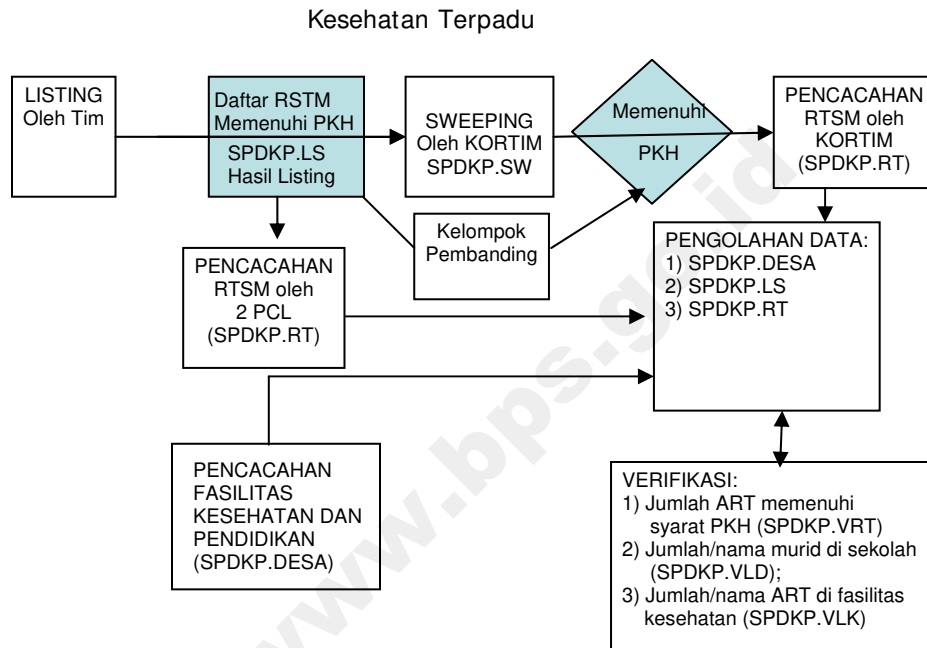 Kesehatan Terpadu
LISTING
Oleh Tim
Daftar RSTM
Memenuhi PKH
SPDKP.LS
Hasil Listing
SWEEPING
Oleh KORTIM
SPDKP.SW
Memenuhi
PKH
PENCACAHAN
RTSM oleh
KORTIM
(SPDKP.RT)
Kelompok
Pembanding
PENCACAHAN
RTSM oleh
2 PCL
(SPDKP.RT)
PENGOLAHAN DATA:
1) SPDKP.DESA
2) SPDKP.LS
3) SPDKP.RT
PENCACAHAN
FASILITAS
KESEHATAN DAN
PENDIDIKAN
(SPDKP.DESA)
VERIFIKASI:
1) Jumlah ART memenuhi
syarat PKH (SPDKP.VRT)
2) Jumlah/nama murid di sekolah
(SPDKP.VLD);
3) Jumlah/nama ART di fasilitas
kesehatan (SPDKP.VLK)
www.bps.go.id